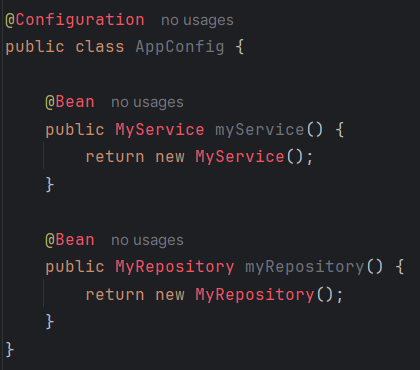 @Configuration no usages
public class AppConfig {
@Bean no usages
public MyService myService() {
return new MyService();
}
@Bean no usages
public MyRepository myRepository() {
return new MyRepository();
}
}